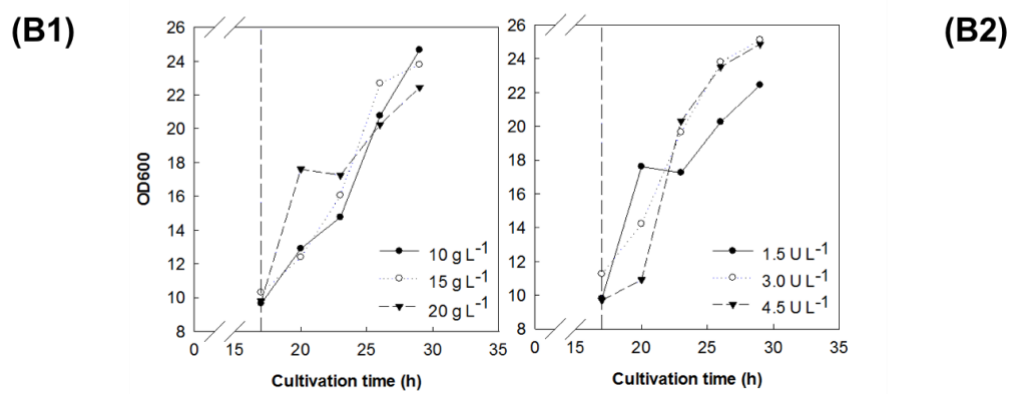 (B1)
(B2)
26
24
22
20
18
16
14
12
10
8
OD600
0 15 20 25 30 35
Cultivation time (h)
10 g L⁻¹
15 g L⁻¹
20 g L⁻¹
26
24
22
20
18
16
14
12
10
8
0 15 20 25 30 35
Cultivation time (h)
1.5 U L⁻¹
3.0 U L⁻¹
4.5 U L⁻¹